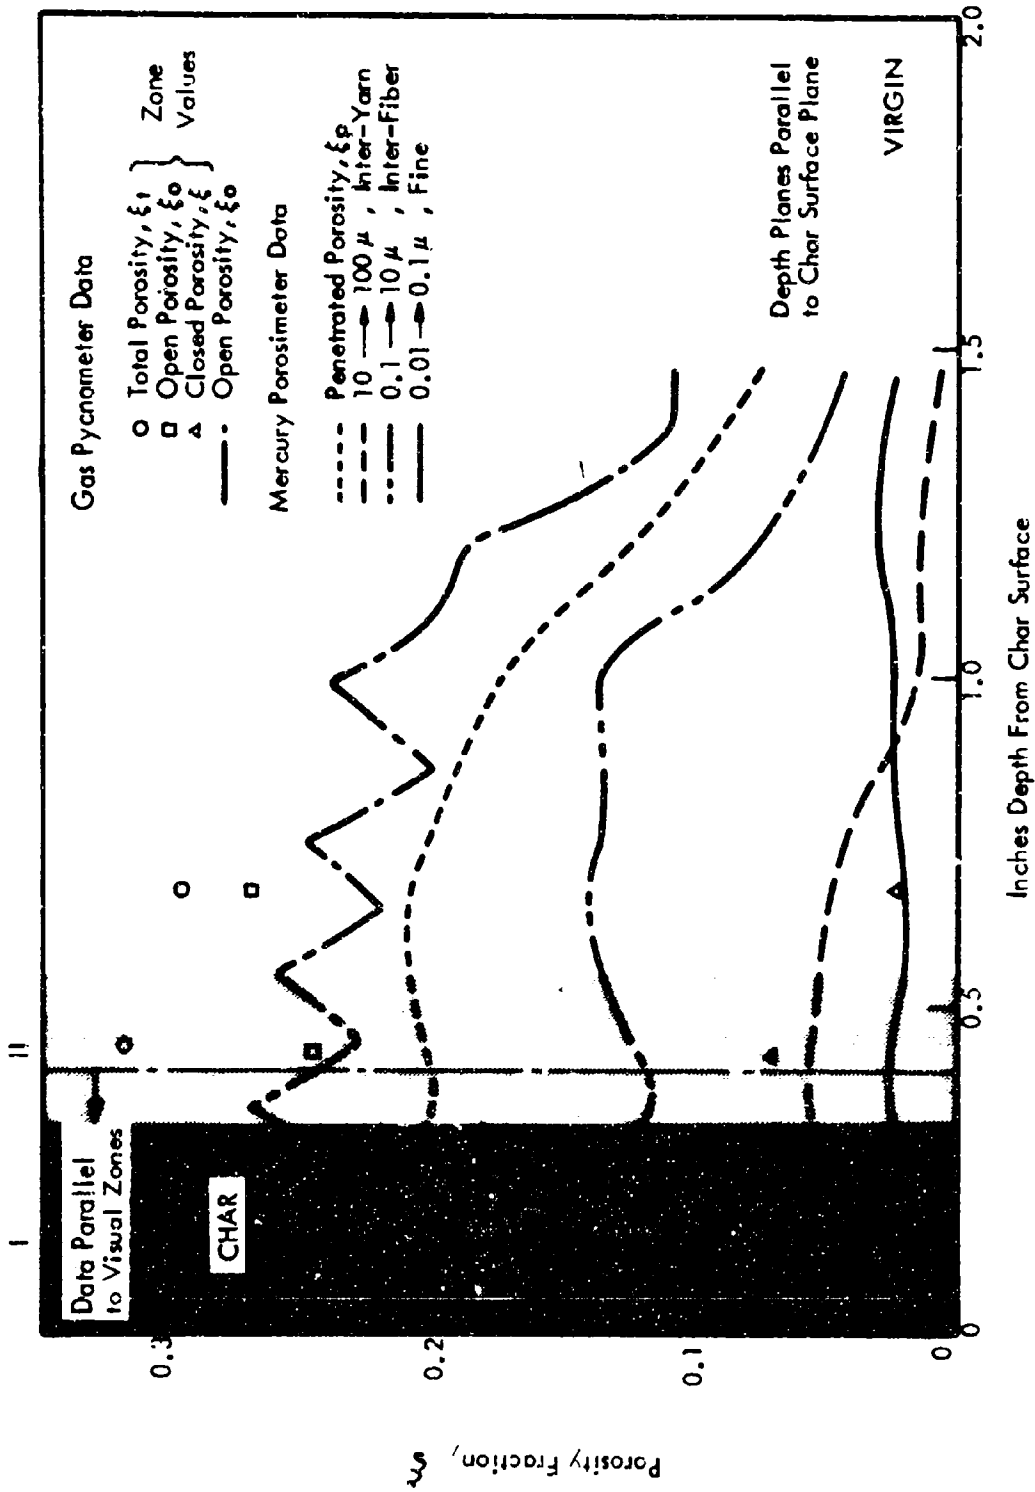 I
II
Data Parallel
to Visual Zones
CHAR
Gas Pycnometer Data
Total Porosity, ξt
Open Porosity, ξo
Closed Porosity, ξ
Zone
Values
Open Porosity, ξo
Mercury Porosimeter Data
Penetrated Porosity, ξp
10 → 100 μ, Inter-Yarn
0.1 → 10 μ, Inter-Fiber
0.01 → 0.1 μ, Fine
Depth Planes Parallel
to Char Surface Plane
VIRGIN
0.3
0.2
0.1
0
Porosity Fraction, ξ
0
0.5
1.0
1.5
2.0
Inches Depth From Char Surface